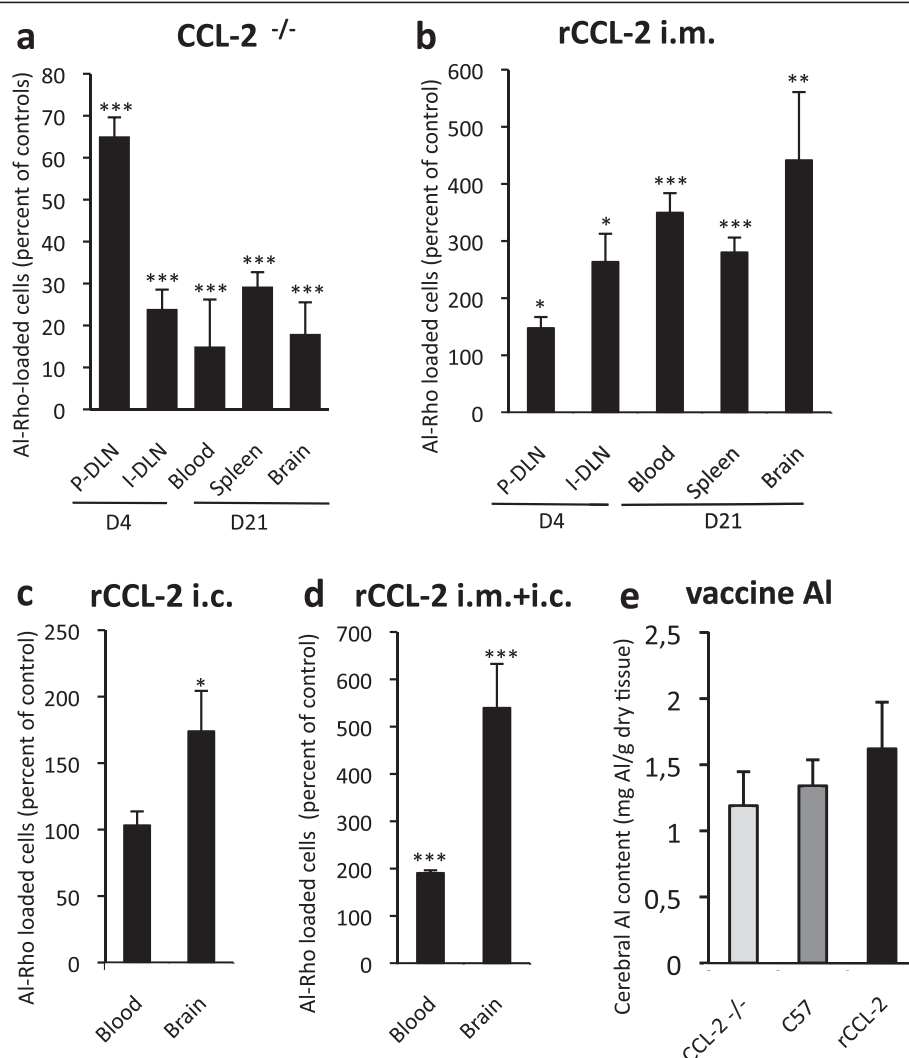 a CCL-2 -/-
Al-Rho-loaded cells (percent of controls)
80
70
60
50
40
30
20
10
0
***
***
***
***
***
P-DLN
I-DLN
Blood
Spleen
Brain
D4
D21
b rCCL-2 i.m.
Al-Rho loaded cells (percent of control)
600
500
400
300
200
100
0
*
*
***
***
**
P-DLN
I-DLN
Blood
Spleen
Brain
D4
D21
c rCCL-2 i.c.
Al-Rho loaded cells (percent of control)
250
200
150
100
50
0
*
Blood
Brain
d rCCL-2 i.m.+i.c.
Al-Rho loaded cells (percent of control)
700
600
500
400
300
200
100
0
***
***
Blood
Brain
e vaccine Al
Cerebral Al content (mg Al/g dry tissue)
2,5
2
1,5
1
0,5
0
CCL-2 -/-
C57
rCCL-2